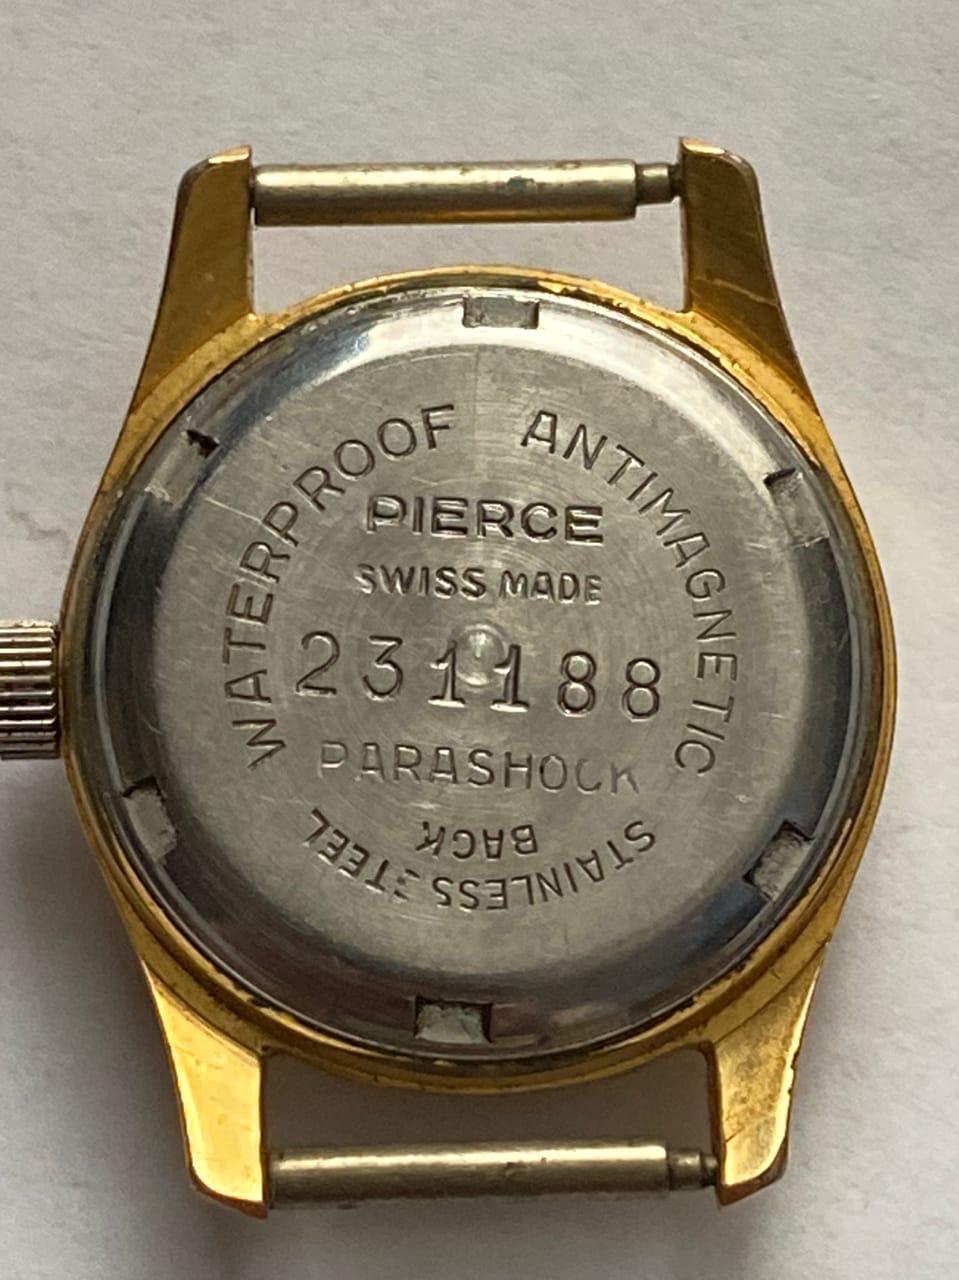 WATERPROOF ANTIMAGNETIC
PIERCE
SWISS MADE
231188
PARASHOCK
BACK
STAINLESS STEEL